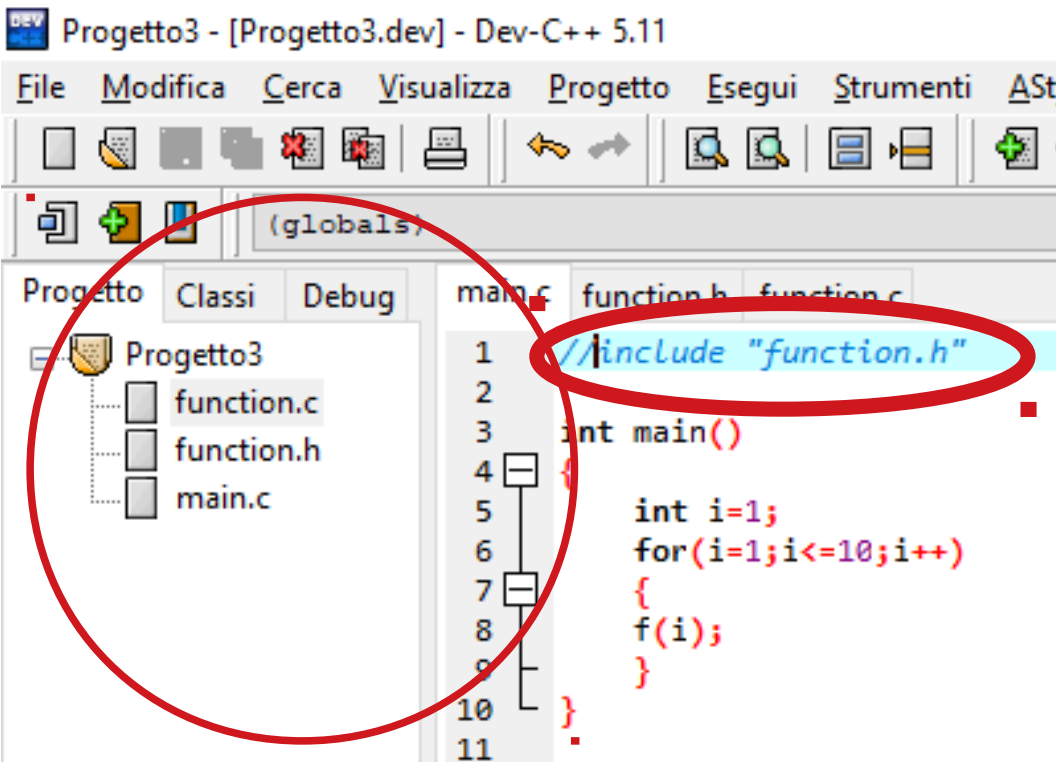 Progetto3 - [Progetto3.dev] - Dev-C++ 5.11
File Modifica Cerca Visualizza Progetto Esegui Strumenti ASt
(globals)
Progetto Classi Debug
main.c function.h function.c
Progetto3
function.c
function.h
main.c
1 //include "function.h"
2
3 int main()
4 {
5 int i=1;
6 for(i=1;i<=10;i++)
7 {
8 f(i);
9 }
10 }
11